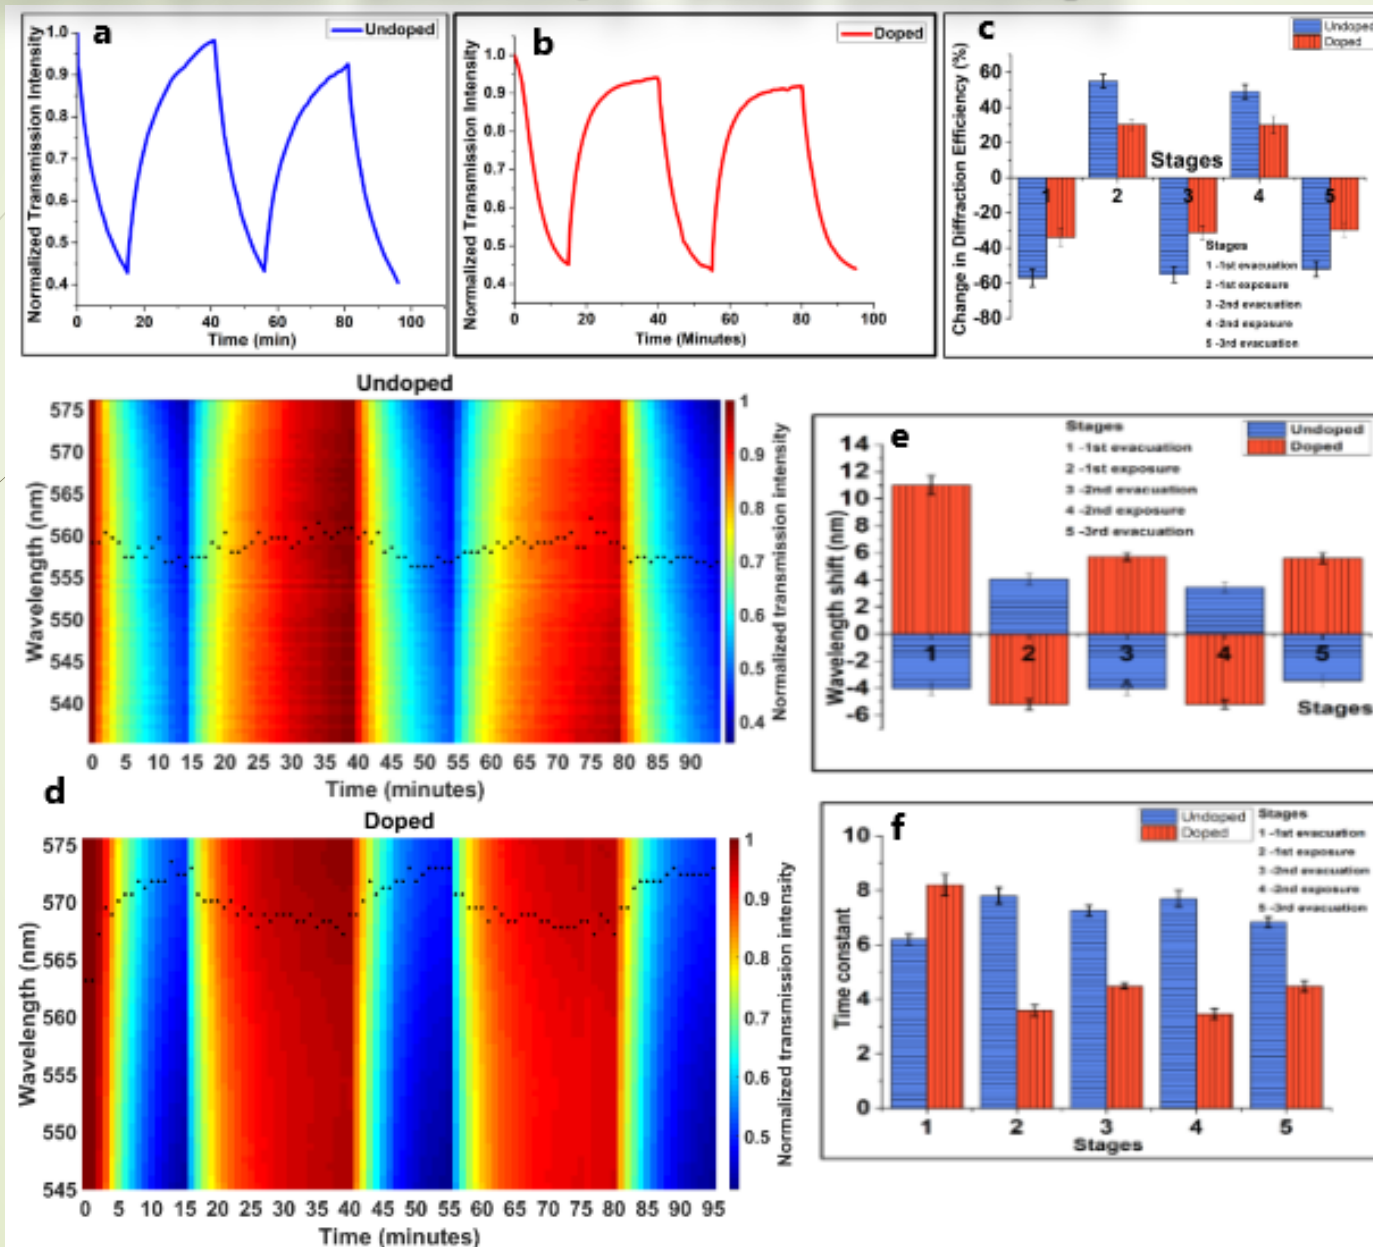 a
Undoped
Normalized Transmission Intensity
1.0
0.9
0.8
0.7
0.6
0.5
0.4
0 20 40 60 80 100
Time (min)
b
Doped
Normalized Transmission Intensity
1.0
0.9
0.8
0.7
0.6
0.5
0.4
0 20 40 60 80 100
Time (Minutes)
c
Undoped
Doped
Change in Diffraction Efficiency (%)
60
40
20
0
-20
-40
-60
-80
Stages
1 2 3 4 5
Stages
1 -1st evacuation
2 -1st exposure
3 -2nd evacuation
4 -2nd exposure
5 -3rd evacuation
Undoped
Wavelength (nm)
575
570
565
560
555
550
545
540
0 5 10 15 20 25 30 35 40 45 50 55 60 65 70 75 80 85 90
Time (minutes)
1
0.9
0.8
0.7
0.6
0.5
0.4
Normalized transmission intensity
d
Doped
Wavelength (nm)
575
570
565
560
555
550
545
0 5 10 15 20 25 30 35 40 45 50 55 60 65 70 75 80 85 90 95
Time (minutes)
1
0.9
0.8
0.7
0.6
0.5
Normalized transmission intensity
e
Stages
1 -1st evacuation
2 -1st exposure
3 -2nd evacuation
4 -2nd exposure
5 -3rd evacuation
Undoped
Doped
Wavelength shift (nm)
14
12
10
8
6
4
2
0
-2
-4
-6
1 2 3 4 5
Stages
f
Undoped
Doped
Stages
1 -1st evacuation
2 -1st exposure
3 -2nd evacuation
4 -2nd exposure
5 -3rd evacuation
Time constant
10
8
6
4
2
0
1 2 3 4 5
Stages